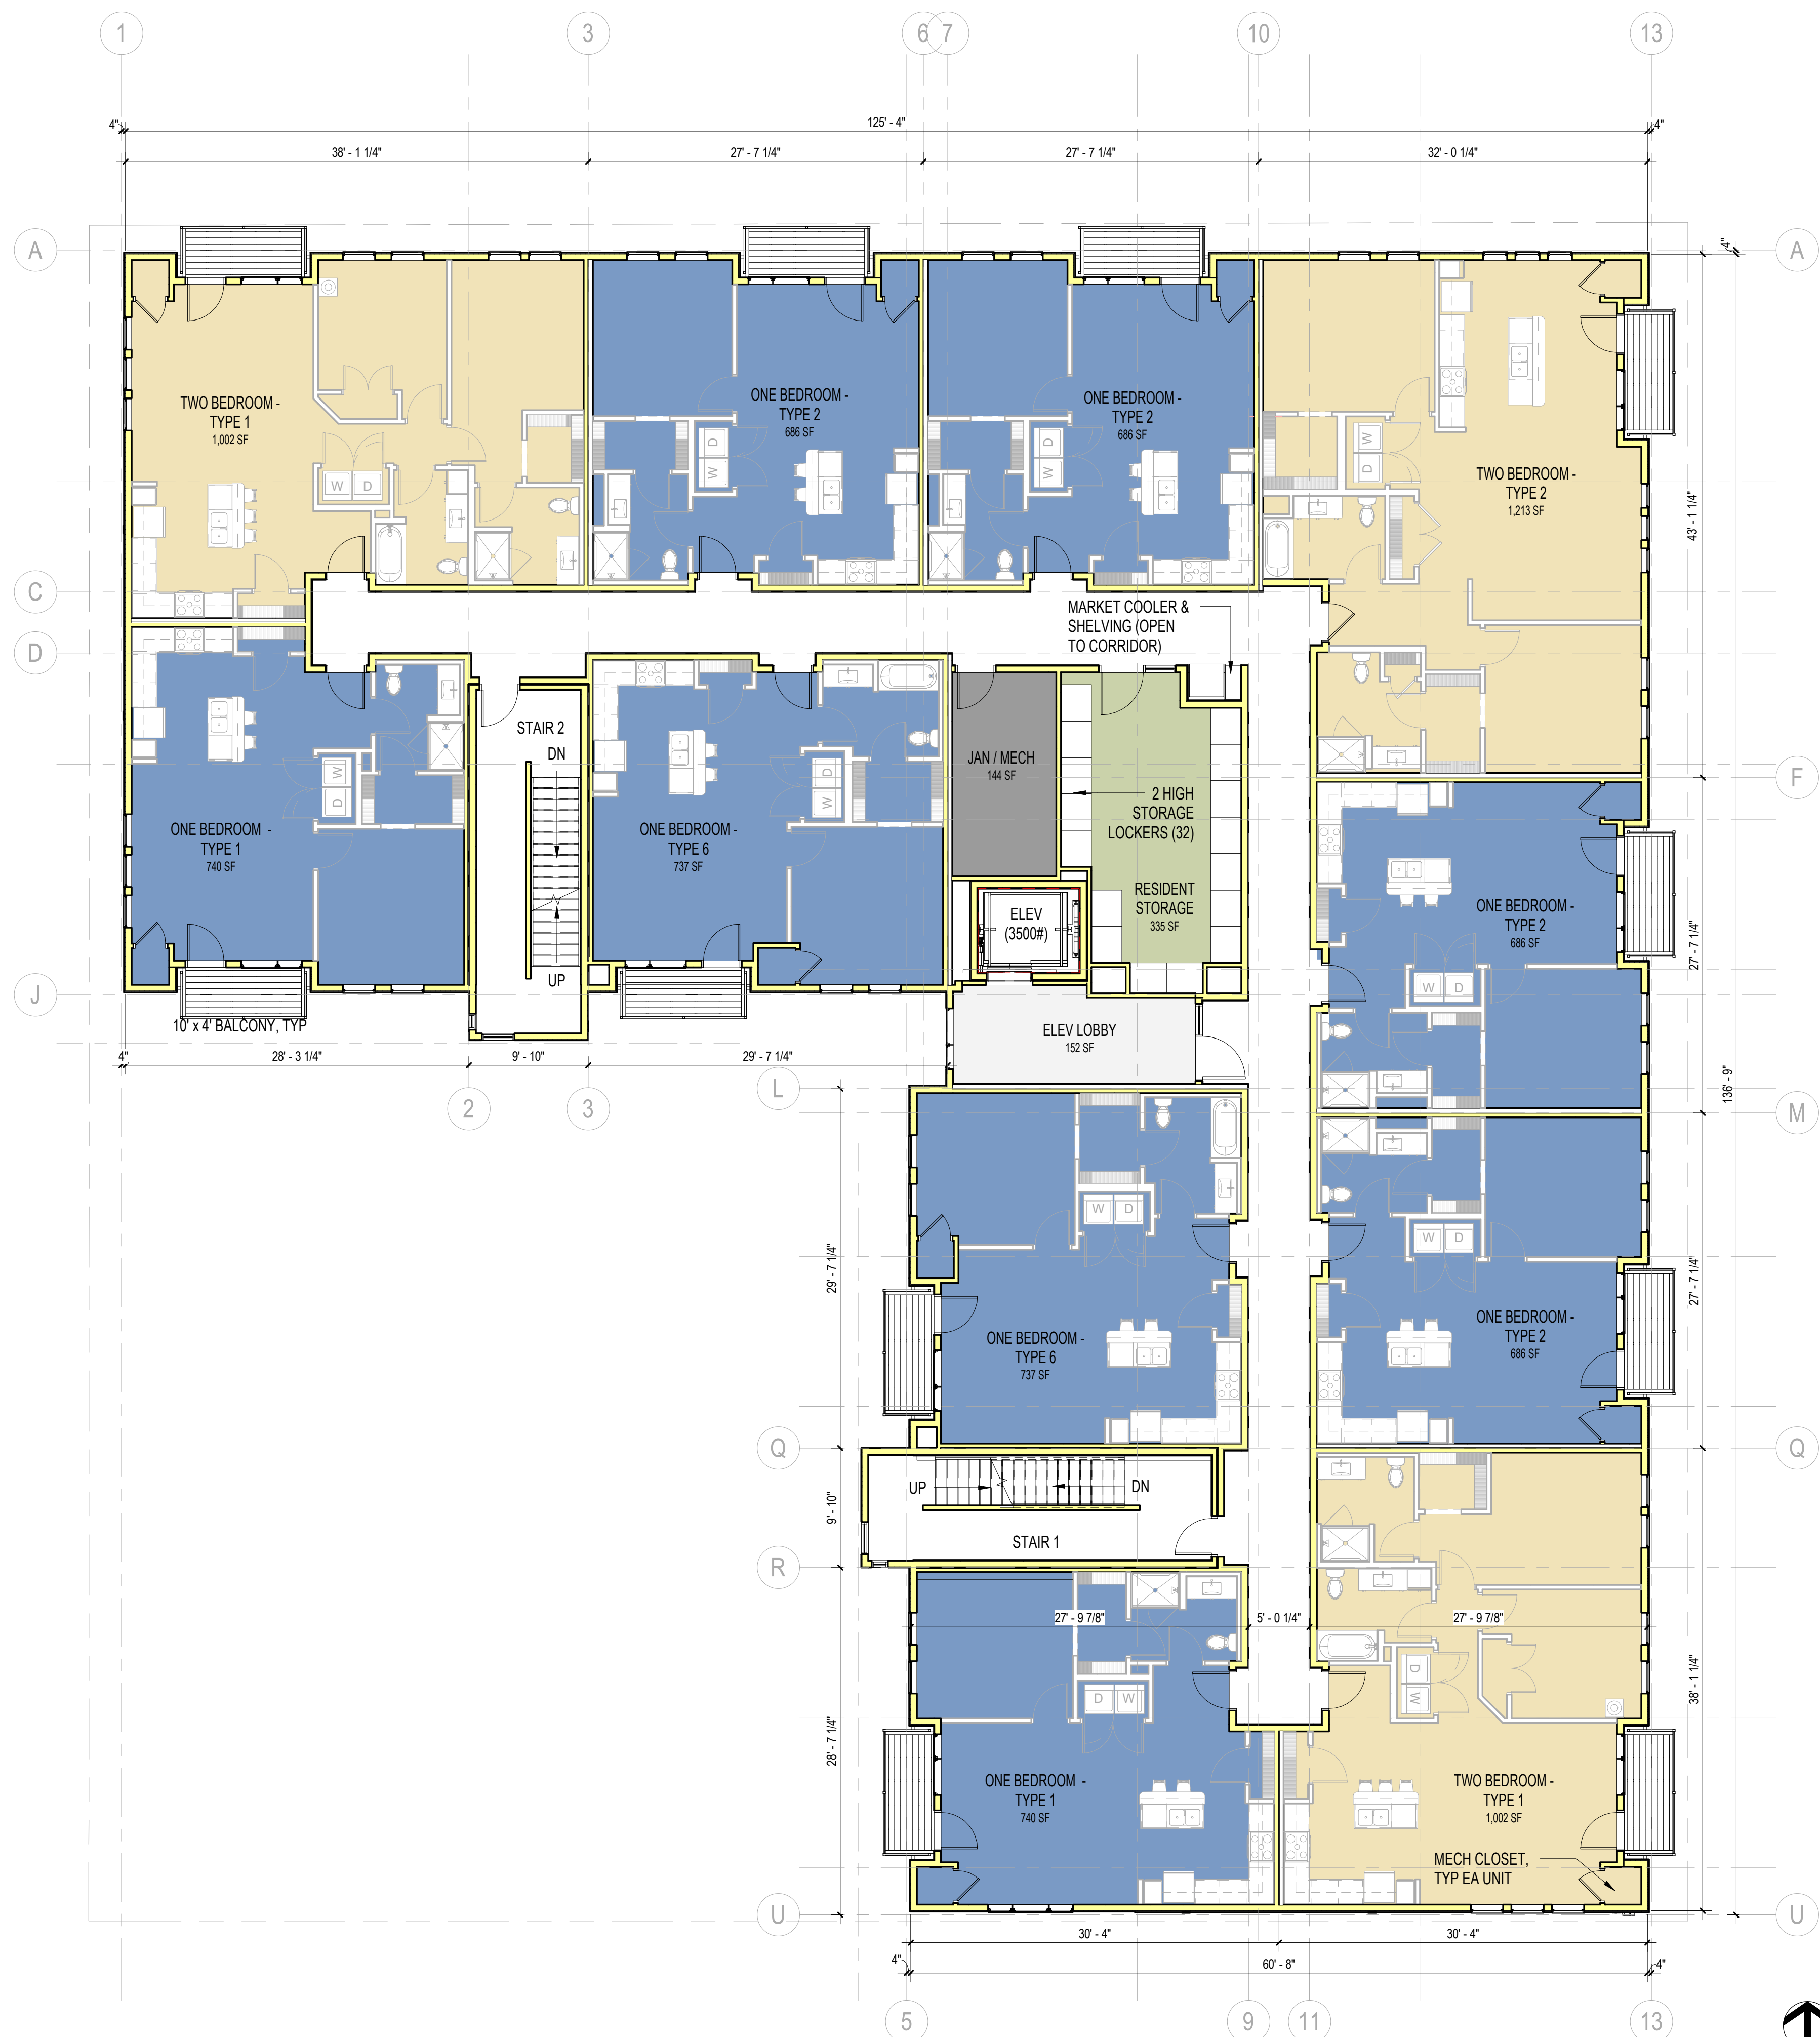 1
3
6
7
10
13
4"
125' - 4"
4"
38' - 1 1/4"
27' - 7 1/4"
27' - 7 1/4"
32' - 0 1/4"
A
A
4"
TWO BEDROOM -
TYPE 1
1,002 SF
ONE BEDROOM -
TYPE 2
686 SF
ONE BEDROOM -
TYPE 2
686 SF
TWO BEDROOM -
TYPE 2
1,213 SF
W
D
D
W
D
W
D
D
43' - 1 1/4"
C
D
MARKET COOLER &
SHELVING (OPEN
TO CORRIDOR)
STAIR 2
DN
UP
JAN / MECH
144 SF
2 HIGH
STORAGE
LOCKERS (32)
RESIDENT
STORAGE
335 SF
ELEV
(3500#)
W
D
D
W
F
ONE BEDROOM -
TYPE 1
740 SF
ONE BEDROOM -
TYPE 6
737 SF
ONE BEDROOM -
TYPE 2
686 SF
W
D
27' - 7 1/4"
J
10' x 4' BALCONY, TYP
ELEV LOBBY
152 SF
4"
28' - 3 1/4"
9' - 10"
29' - 7 1/4"
2
3
L
M
136' - 9"
W
D
W
D
29' - 7 1/4"
27' - 7 1/4"
ONE BEDROOM -
TYPE 6
737 SF
ONE BEDROOM -
TYPE 2
686 SF
Q
Q
UP
DN
STAIR 1
9' - 10"
R
27' - 9 7/8"
5' - 0 1/4"
27' - 9 7/8"
D
W
D
W
28' - 7 1/4"
38' - 1 1/4"
ONE BEDROOM -
TYPE 1
740 SF
TWO BEDROOM -
TYPE 1
1,002 SF
MECH CLOSET,
TYP EA UNIT
U
U
30' - 4"
30' - 4"
4"
60' - 8"
4"
5
9
11
13